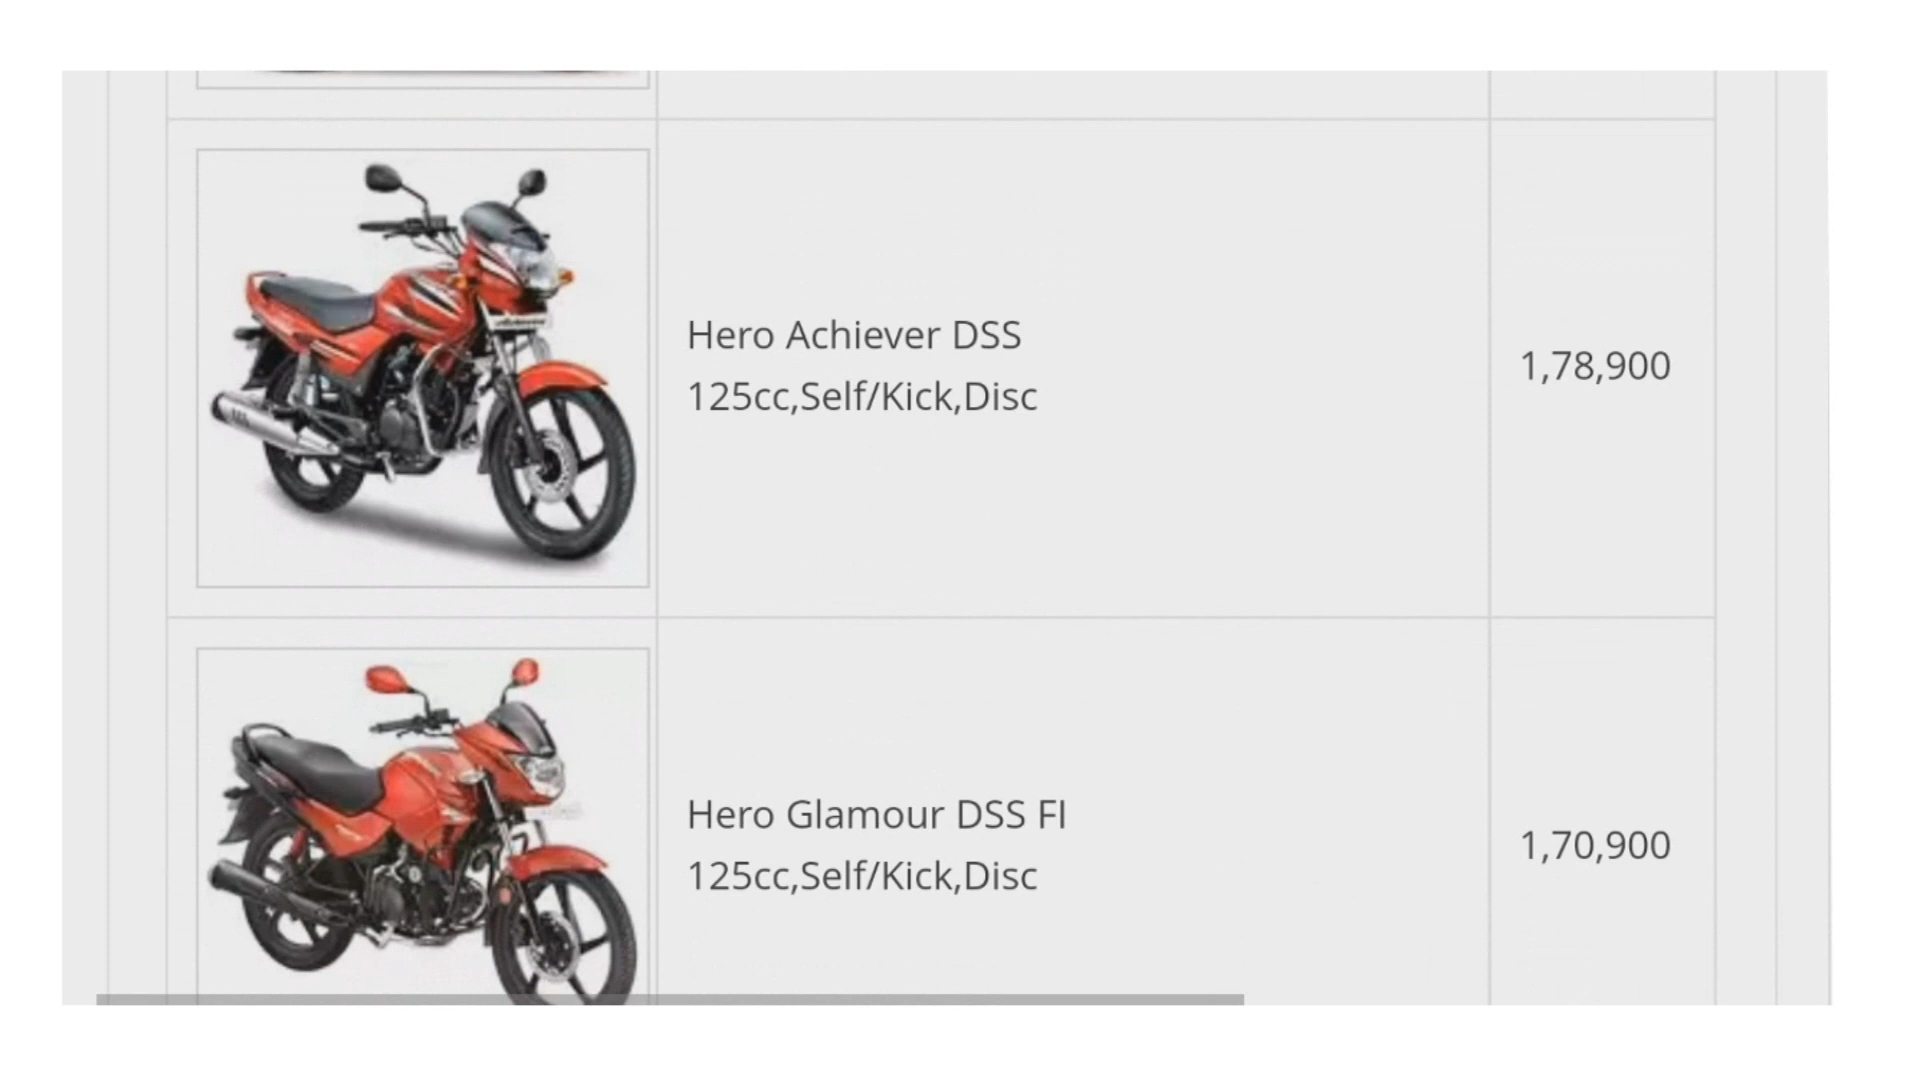 Hero Achiever DSS
125cc,Self/Kick,Disc
1,78,900
Hero Glamour DSS FI
125cc,Self/Kick,Disc
1,70,900